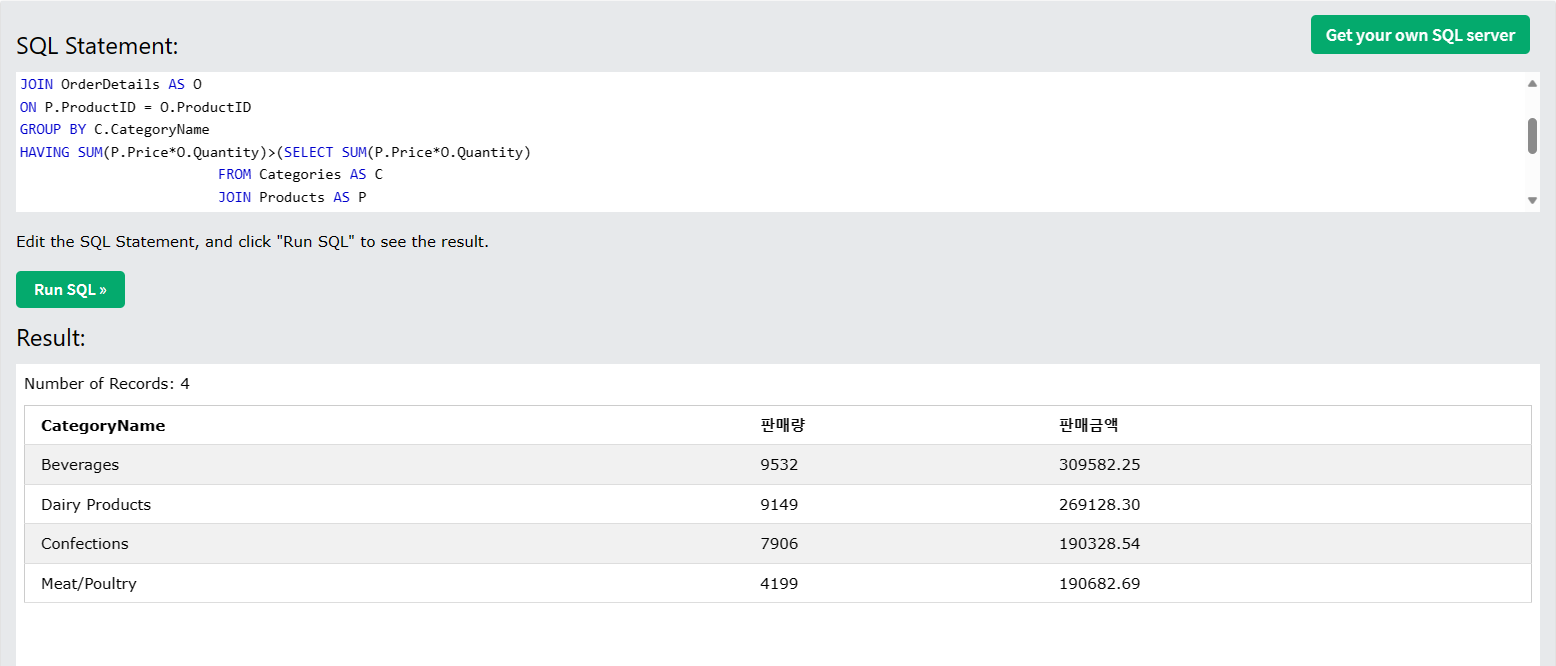 SQL Statement:
Get your own SQL server
JOIN OrderDetails AS O
ON P.ProductID = O.ProductID
GROUP BY C.CategoryName
HAVING SUM(P.Price*O.Quantity)>(SELECT SUM(P.Price*O.Quantity)
FROM Categories AS C
JOIN Products AS P
Edit the SQL Statement, and click "Run SQL" to see the result.
Run SQL »
Result:
Number of Records: 4
CategoryName 판매량 판매금액
Beverages 9532 309582.25
Dairy Products 9149 269128.30
Confections 7906 190328.54
Meat/Poultry 4199 190682.69